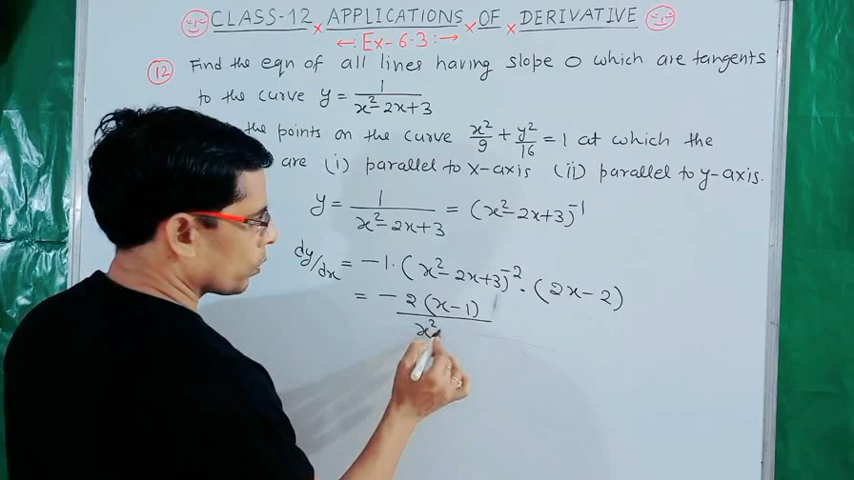 CLASS-12 × APPLICATIONS × OF × DERIVATIVE
←: Ex-6.3 :→
12 Find the eqn of all lines having slope 0 which are tangents
to the curve y = 1/(x²-2x+3)
the points on the curve x²/9 + y²/16 = 1 at which the
are (i) parallel to x-axis (ii) parallel to y-axis.
y = 1/(x²-2x+3) = (x²-2x+3)⁻¹
dy/dx = -1·(x²-2x+3)⁻²·(2x-2)
= -2(x-1)/x²